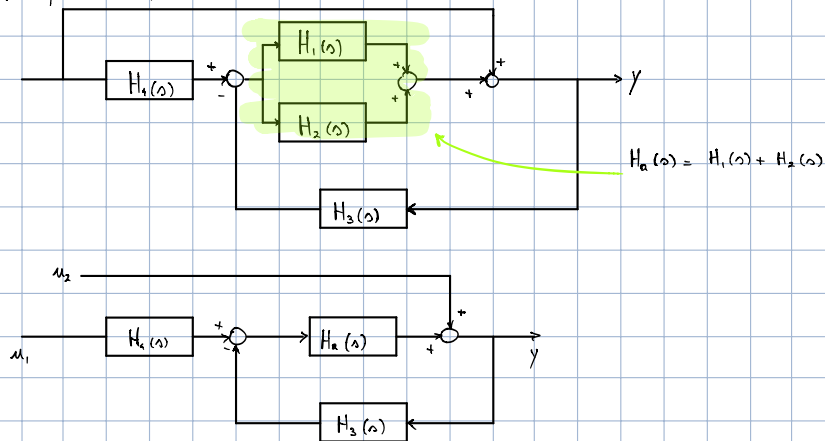 H₁(s)
+
+
+
H₄(s)
-
+
+
y
H₂(s)
Hₐ(s) = H₁(s) + H₂(s)
H₃(s)
u₂
+
+
H₄(s)
-
Hₐ(s)
+
u₁
y
H₃(s)